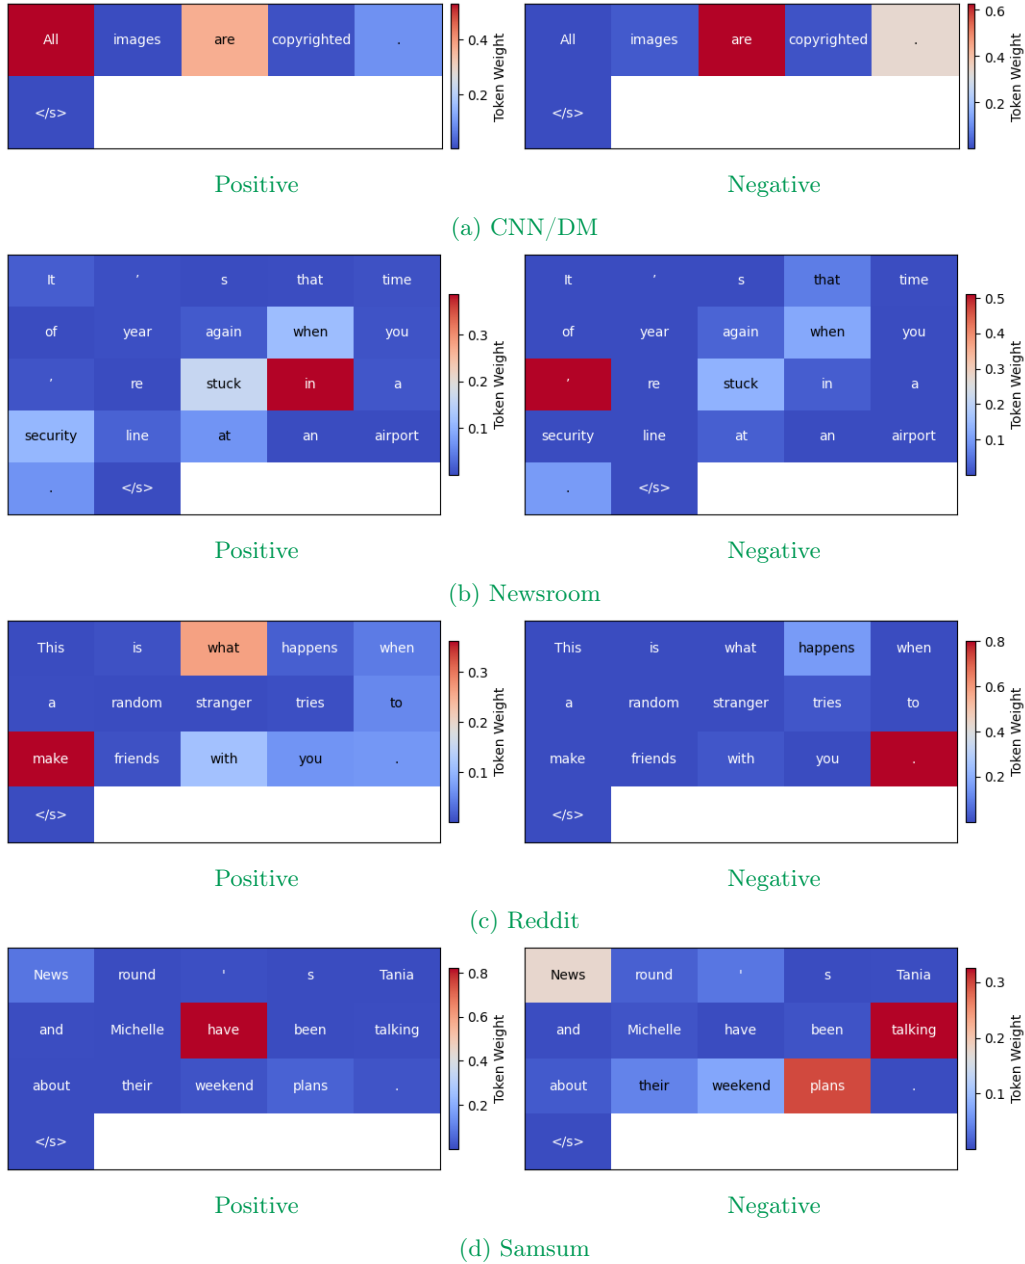 All images are copyrighted . 0.4 0.2 Token Weight
</s>
All images are copyrighted . 0.6 0.4 0.2 Token Weight
</s>
Positive Negative
(a) CNN/DM
It ’ s that time
of year again when you
’ re stuck in a
security line at an airport
. </s>
0.3 0.2 0.1 Token Weight
It ’ s that time
of year again when you
’ re stuck in a
security line at an airport
. </s>
0.5 0.4 0.3 0.2 0.1 Token Weight
Positive Negative
(b) Newsroom
This is what happens when
a random stranger tries to
make friends with you .
</s>
0.3 0.2 0.1 Token Weight
This is what happens when
a random stranger tries to
make friends with you .
</s>
0.8 0.6 0.4 0.2 Token Weight
Positive Negative
(c) Reddit
News round ' s Tania
and Michelle have been talking
about their weekend plans .
</s>
0.8 0.6 0.4 0.2 Token Weight
News round ' s Tania
and Michelle have been talking
about their weekend plans .
</s>
0.3 0.2 0.1 Token Weight
Positive Negative
(d) Samsum